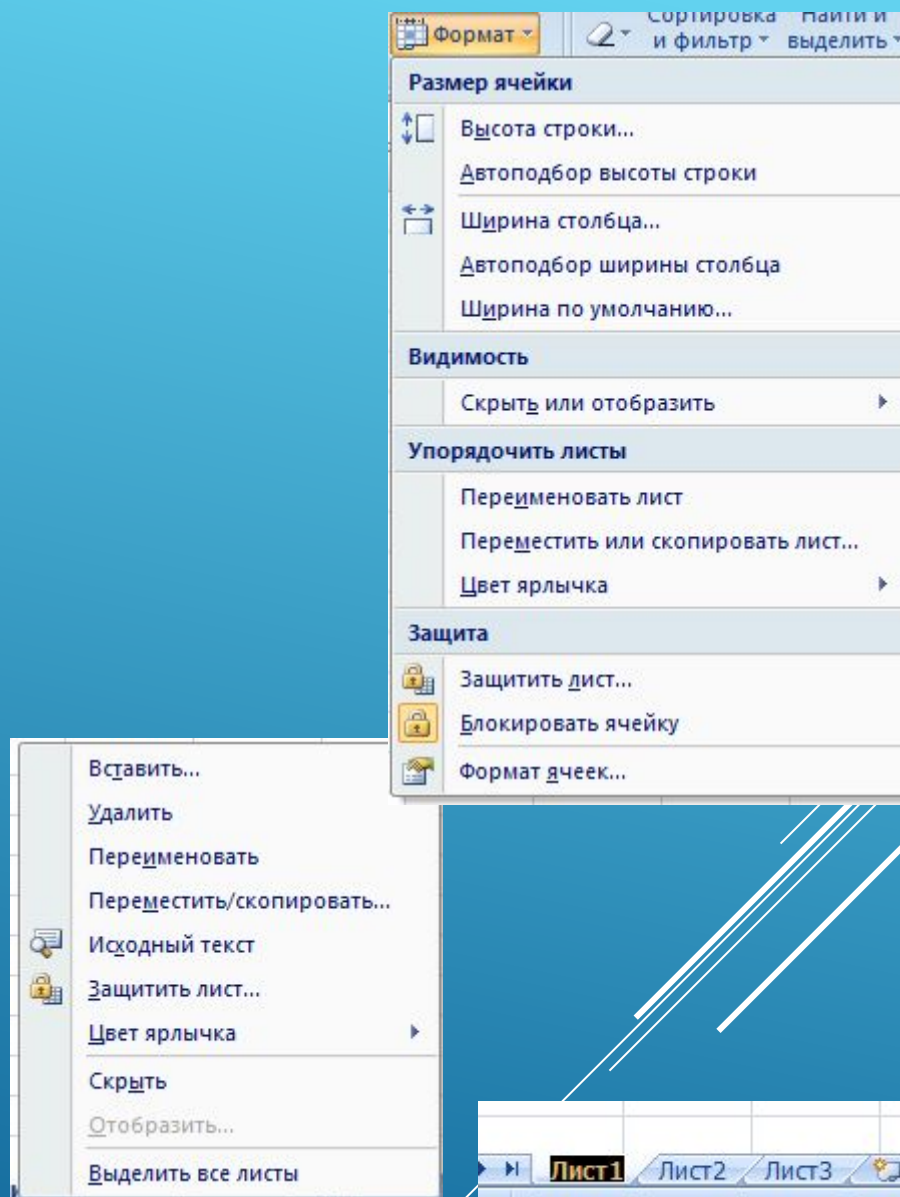 Формат
Сортировка
и фильтр
Найти и
выделить
Размер ячейки
Высота строки...
Автоподбор высоты строки
Ширина столбца...
Автоподбор ширины столбца
Ширина по умолчанию...
Видимость
Скрыть или отобразить
Упорядочить листы
Переименовать лист
Переместить или скопировать лист...
Цвет ярлычка
Защита
Защитить лист...
Блокировать ячейку
Формат ячеек...
Вставить...
Удалить
Переименовать
Переместить/скопировать...
Исходный текст
Защитить лист...
Цвет ярлычка
Скрыть
Отобразить...
Выделить все листы
Лист1 Лист2 Лист3